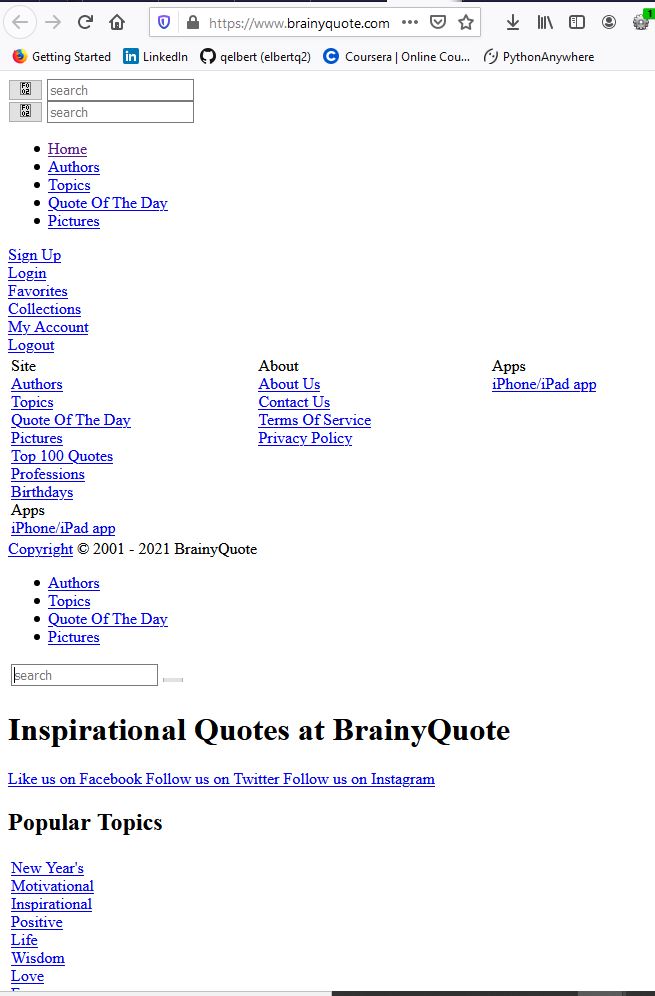 https://www.brainyquote.com
1
Getting Started LinkedIn qelbert (elbertq2) Coursera | Online Cou... PythonAnywhere
F002 search
F002 search
Home
Authors
Topics
Quote Of The Day
Pictures
Sign Up
Login
Favorites
Collections
My Account
Logout
Site
Authors
Topics
Quote Of The Day
Pictures
Top 100 Quotes
Professions
Birthdays
Apps
iPhone/iPad app
About
About Us
Contact Us
Terms Of Service
Privacy Policy
Apps
iPhone/iPad app
Copyright © 2001 - 2021 BrainyQuote
Authors
Topics
Quote Of The Day
Pictures
search
Inspirational Quotes at BrainyQuote
Like us on Facebook Follow us on Twitter Follow us on Instagram
Popular Topics
New Year's
Motivational
Inspirational
Positive
Life
Wisdom
Love